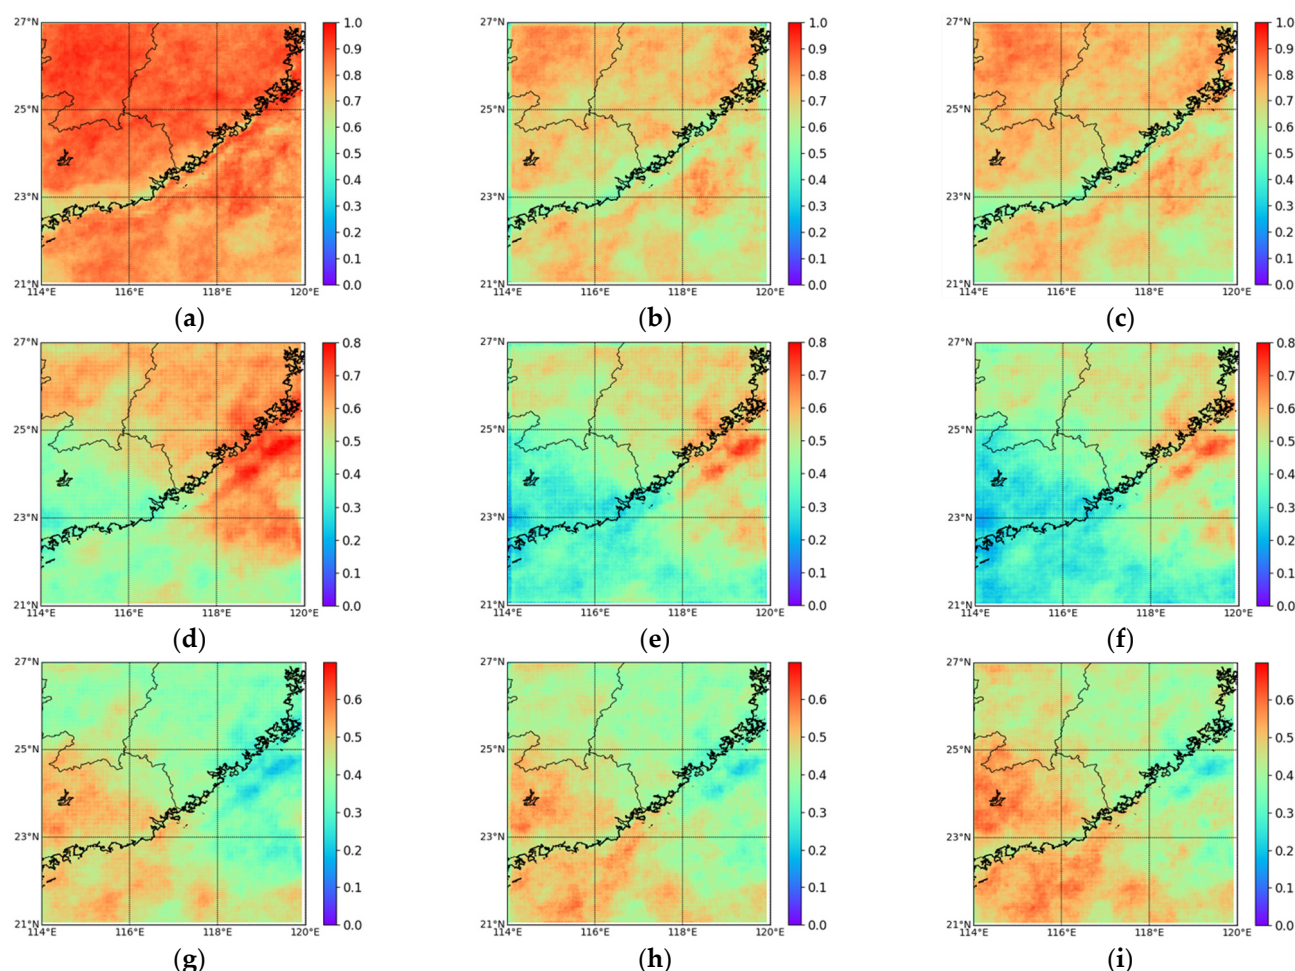 27°N 1.0 27°N 1.0 27°N 1.0
0.9 0.9 0.9
0.8 0.8 0.8
25°N 0.7 25°N 0.7 25°N 0.7
0.6 0.6 0.6
0.5 0.5 0.5
0.4 0.4 0.4
23°N 0.3 23°N 0.3 23°N 0.3
0.2 0.2 0.2
0.1 0.1 0.1
21°N 0.0 21°N 0.0 21°N 0.0
114°E 116°E 118°E 120°E 114°E 116°E 118°E 120°E 114°E 116°E 118°E 120°E
(a) (b) (c)
27°N 0.8 27°N 0.8 27°N 0.8
0.7 0.7 0.7
0.6 0.6 0.6
25°N 0.5 25°N 0.5 25°N 0.5
0.4 0.4 0.4
23°N 0.3 23°N 0.3 23°N 0.3
0.2 0.2 0.2
0.1 0.1 0.1
21°N 0.0 21°N 0.0 21°N 0.0
114°E 116°E 118°E 120°E 114°E 116°E 118°E 120°E 114°E 116°E 118°E 120°E
(d) (e) (f)
27°N 27°N 27°N
0.6 0.6 0.6
25°N 0.5 25°N 0.5 25°N 0.5
0.4 0.4 0.4
0.3 0.3 0.3
23°N 0.2 23°N 0.2 23°N 0.2
0.1 0.1 0.1
21°N 0.0 21°N 0.0 21°N 0.0
114°E 116°E 118°E 120°E 114°E 116°E 118°E 120°E 114°E 116°E 118°E 120°E
(g) (h) (i)